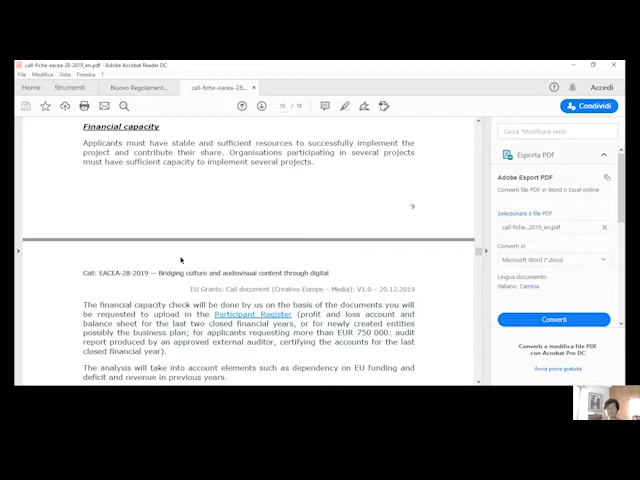 call-fiche-eacea-28-2019_en.pdf - Adobe Acrobat Reader DC
File Modifica Vista Finestra ?
Home Strumenti Nuovo Regolament... call-fiche-eacea-28-... × Accedi
10 / 18 Condividi
Financial capacity
Applicants must have stable and sufficient resources to successfully implement the
project and contribute their share. Organisations participating in several projects
must have sufficient capacity to implement several projects.
9
Call: EACEA-28-2019 — Bridging culture and audiovisual content through digital
EU Grants: Call document (Creative Europe – Media): V1.0 – 20.12.2019
The financial capacity check will be done by us on the basis of the documents you will
be requested to upload in the Participant Register (profit and loss account and
balance sheet for the last two closed financial years, or for newly created entities
possibly the business plan; for applicants requesting more than EUR 750 000: audit
report produced by an approved external auditor, certifying the accounts for the last
closed financial year).
The analysis will take into account elements such as dependency on EU funding and
deficit and revenue in previous years.
Cerca 'Modificare testo'
Esporta PDF
Adobe Export PDF
Converti file PDF in Word o Excel online
Selezionare il file PDF
call-fiche...2019_en.pdf ×
Converti in
Microsoft Word (*.docx)
Lingua documento:
Italiano Cambia
Converti
Converti e modifica file PDF
con Acrobat Pro DC
Avvia prova gratuita